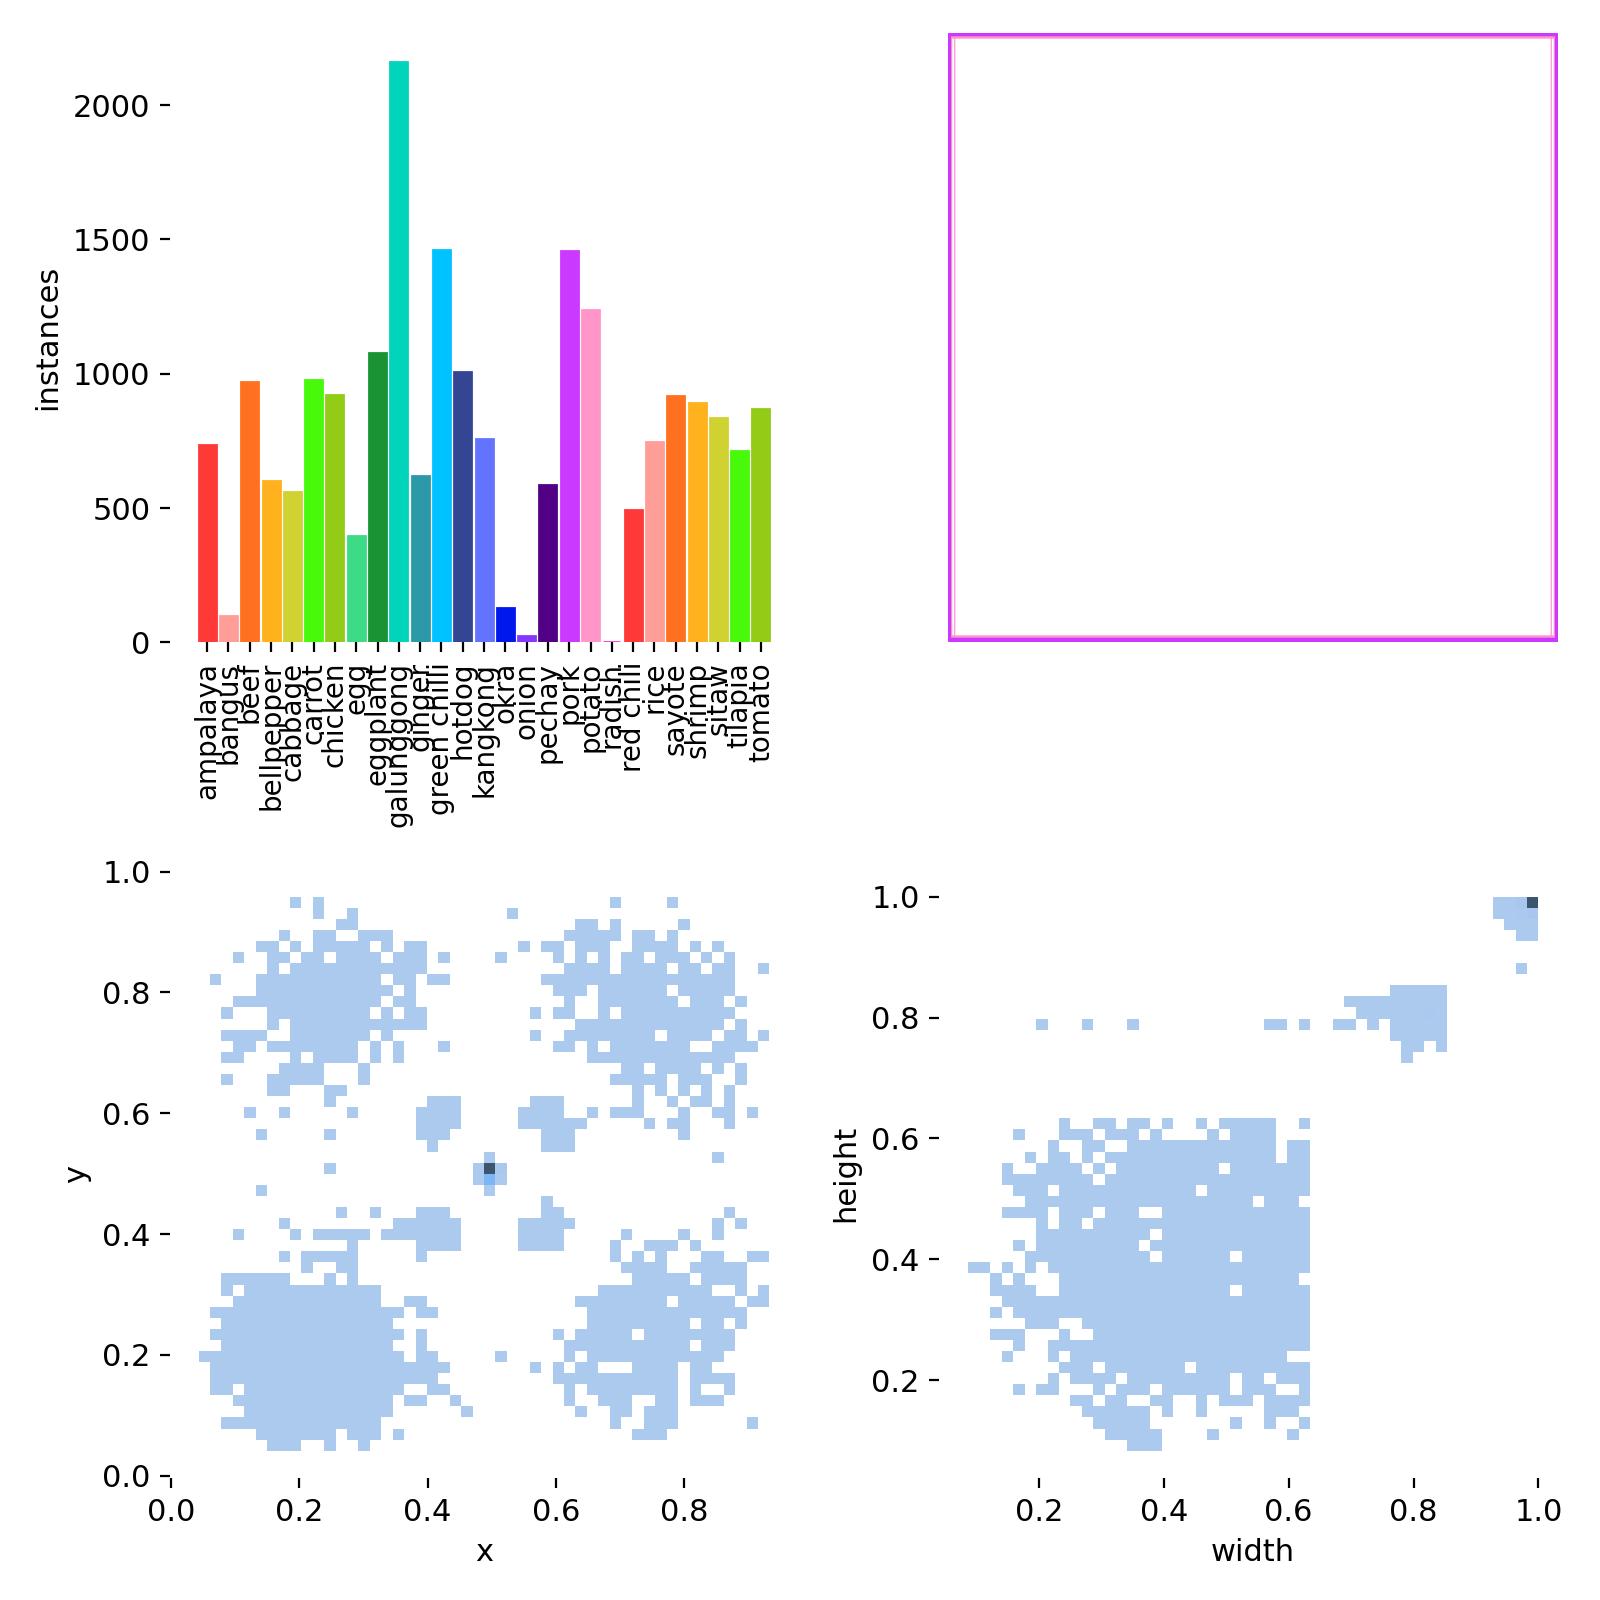 instances
2000
1500
1000
500
0
ampalaya
bangus
beef
bellpepper
cabbage
carrot
chicken
egg
eggplant
galunggong
ginger
green chilli
hotdog
kangkong
okra
onion
pechay
pork
potato
radish
red chili
rice
sayote
shrimp
sitaw
tilapia
tomato
y
1.0
0.8
0.6
0.4
0.2
0.0
0.0 0.2 0.4 0.6 0.8
x
height
1.0
0.8
0.6
0.4
0.2
0.2 0.4 0.6 0.8 1.0
width